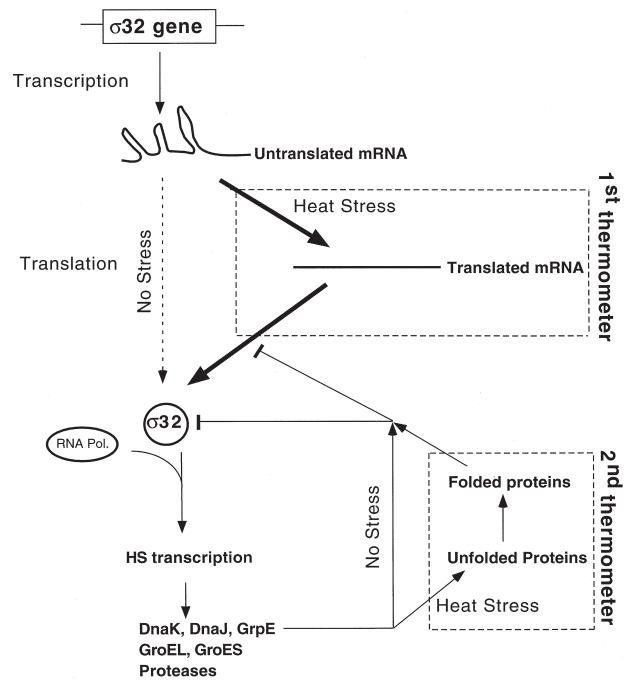 σ32 gene
Transcription
Untranslated mRNA
Heat Stress
1st thermometer
Translation
No Stress
Translated mRNA
σ32
RNA Pol.
No Stress
Folded proteins
2nd thermometer
HS transcription
Unfolded Proteins
Heat Stress
DnaK, DnaJ, GrpE
GroEL, GroES
Proteases